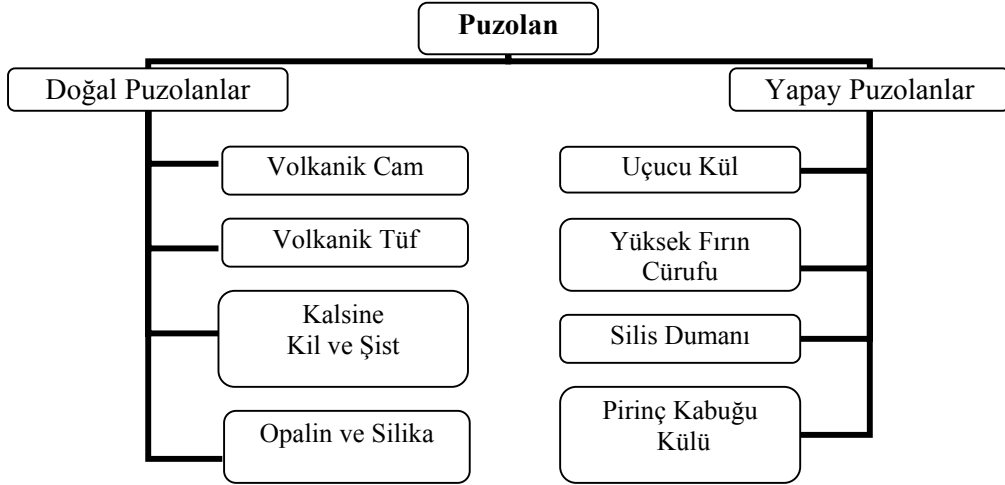 Puzolan
Doğal Puzolanlar
Volkanik Cam
Volkanik Tüf
Kalsine
Kil ve Şist
Opalin ve Silika
Yapay Puzolanlar
Uçucu Kül
Yüksek Fırın
Cürufu
Silis Dumanı
Pirinç Kabuğu
Külü